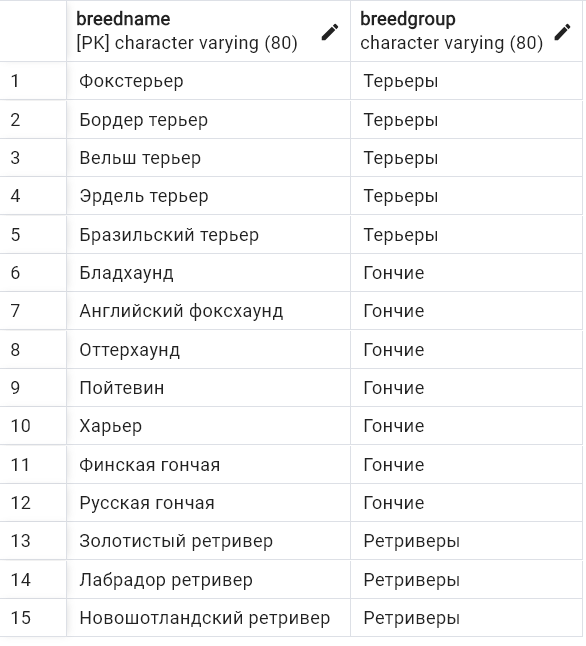 breedname breedgroup
[PK] character varying (80) character varying (80)
1 Фокстерьер Терьеры
2 Бордер терьер Терьеры
3 Вельш терьер Терьеры
4 Эрдель терьер Терьеры
5 Бразильский терьер Терьеры
6 Бладхаунд Гончие
7 Английский фоксхаунд Гончие
8 Оттерхаунд Гончие
9 Пойтевин Гончие
10 Харьер Гончие
11 Финская гончая Гончие
12 Русская гончая Гончие
13 Золотистый ретривер Ретриверы
14 Лабрадор ретривер Ретриверы
15 Новошотландский ретривер Ретриверы